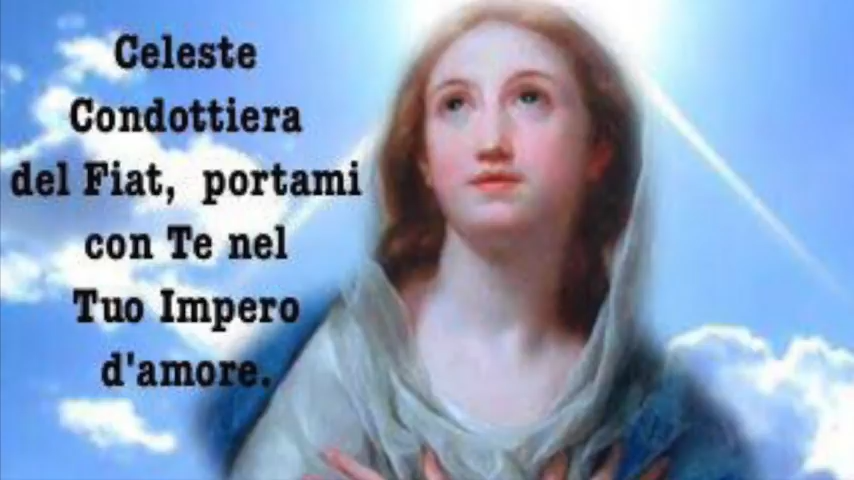 Celeste
Condottiera
del Fiat, portami
con Te nel
Tuo Impero
d'amore.